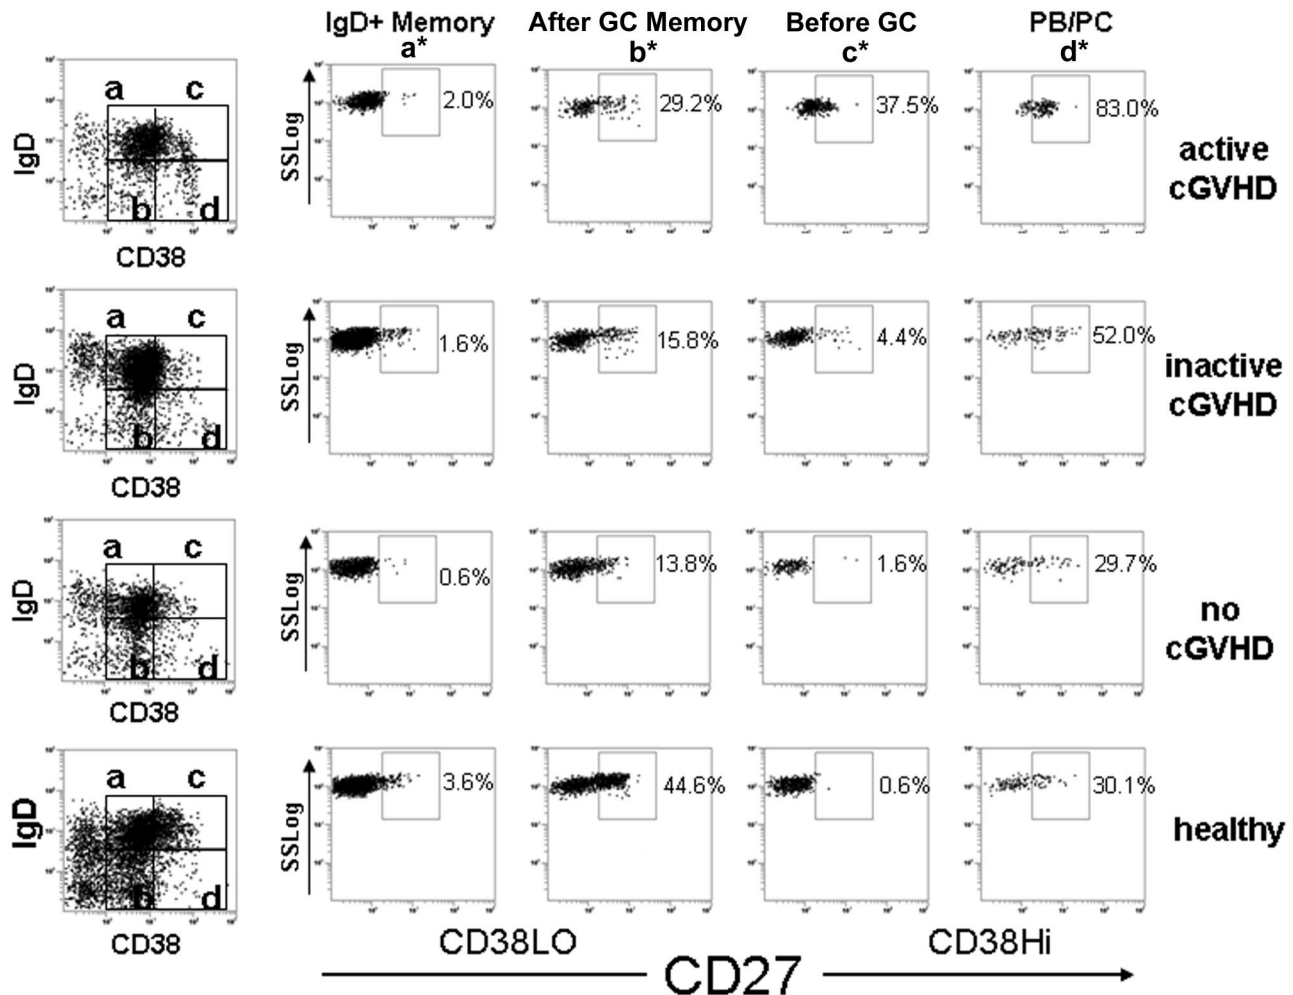 IgD+ Memory After GC Memory Before GC PB/PC
a* b* c* d*
a c
IgD
b d
CD38
SSLog
2.0% 29.2% 37.5% 83.0%
active
cGVHD
a c
IgD
b d
CD38
SSLog
1.6% 15.8% 4.4% 52.0%
inactive
cGVHD
a c
IgD
b d
CD38
SSLog
0.6% 13.8% 1.6% 29.7%
no
cGVHD
a c
IgD
b d
CD38
SSLog
3.6% 44.6% 0.6% 30.1%
healthy
CD38LO CD38Hi
CD27